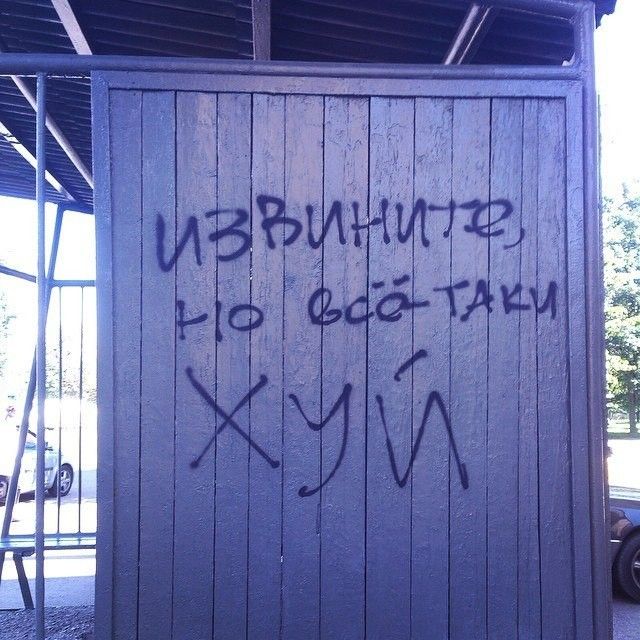 извините,
но всё-таки
хуй